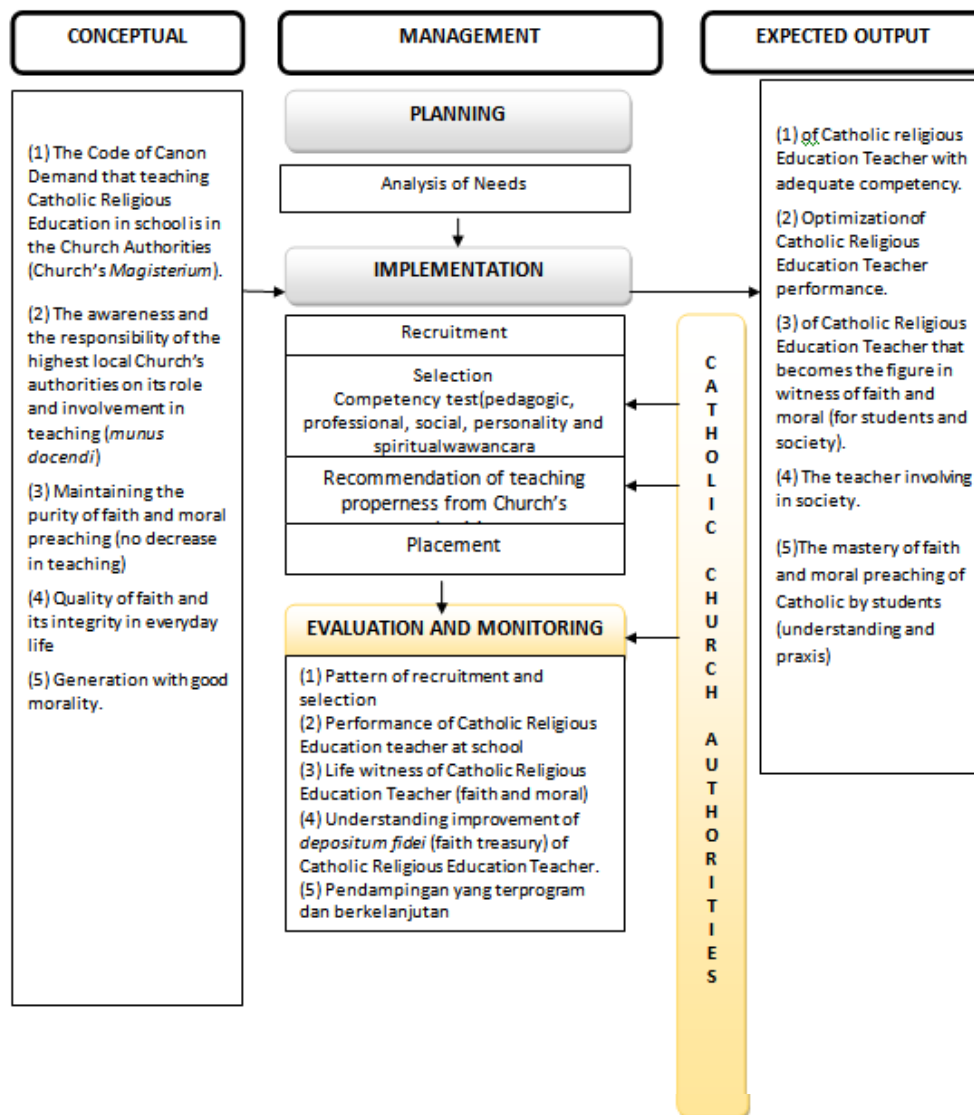 CONCEPTUAL
MANAGEMENT
EXPECTED OUTPUT
(1) The Code of Canon
Demand that teaching
Catholic Religious
Education in school is in
the Church Authorities
(Church's Magisterium).
(2) The awareness and
the responsibility of the
highest local Church's
authorities on its role
and involvement in
teaching (munus
docendi)
(3) Maintaining the
purity of faith and moral
preaching (no decrease
in teaching)
(4) Quality of faith and
its integrity in everyday
life
(5) Generation with good
morality.
PLANNING
Analysis of Needs
IMPLEMENTATION
Recruitment
Selection
Competency test(pedagogic,
professional, social, personality and
spiritualwawancara
Recommendation of teaching
properness from Church's
Placement
EVALUATION AND MONITORING
(1) Pattern of recruitment and
selection
(2) Performance of Catholic Religious
Education teacher at school
(3) Life witness of Catholic Religious
Education Teacher (faith and moral)
(4) Understanding improvement of
depositum fidei (faith treasury) of
Catholic Religious Education Teacher.
(5) Pendampingan yang terprogram
dan berkelanjutan
CATHOLIC CHURCH AUTHORITIES
(1) of Catholic religious
Education Teacher with
adequate competency.
(2) Optimizationof
Catholic Religious
Education Teacher
performance.
(3) of Catholic Religious
Education Teacher that
becomes the figure in
witness of faith and
moral (for students and
society).
(4) The teacher involving
in society.
(5)The mastery of faith
and moral preaching of
Catholic by students
(understanding and
praxis)